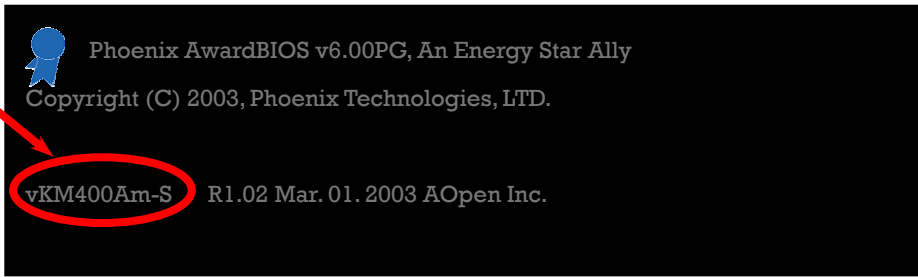 Phoenix AwardBIOS v6.00PG, An Energy Star Ally
Copyright (C) 2003, Phoenix Technologies, LTD.
vKM400Am-S R1.02 Mar. 01. 2003 AOpen Inc.